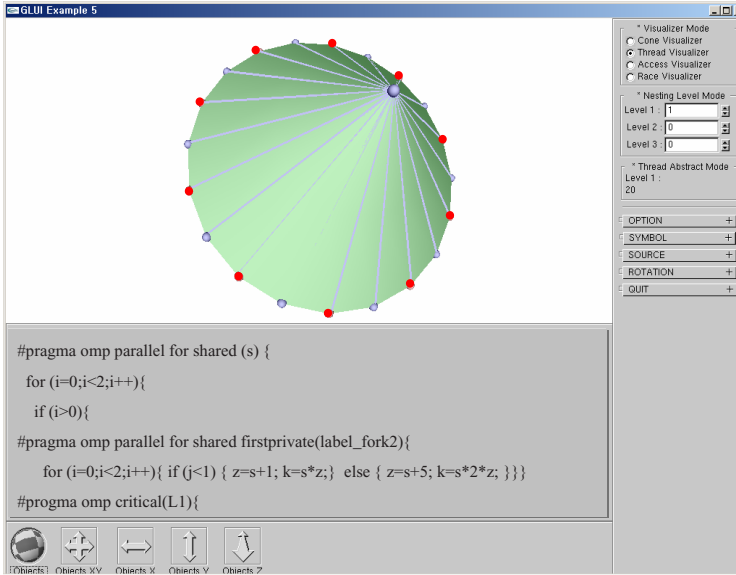 GLUI Example 5
* Visualizer Mode
Cone Visualizer
Thread Visualizer
Access Visualizer
Race Visualizer
* Nesting Level Mode
Level 1 : 1
Level 2 : 0
Level 3 : 0
* Thread Abstract Mode
Level 1 :
20
OPTION +
SYMBOL +
SOURCE +
ROTATION +
QUIT +
#pragma omp parallel for shared (s) {
for (i=0;i<2;i++){
if (i>0){
#pragma omp parallel for shared firstprivate(label_fork2){
for (i=0;i<2;i++){ if (j<1) { z=s+1; k=s*z;} else { z=s+5; k=s*2*z; }}}
#progma omp critical(L1){
Objects Objects XY Objects X Objects Y Objects Z